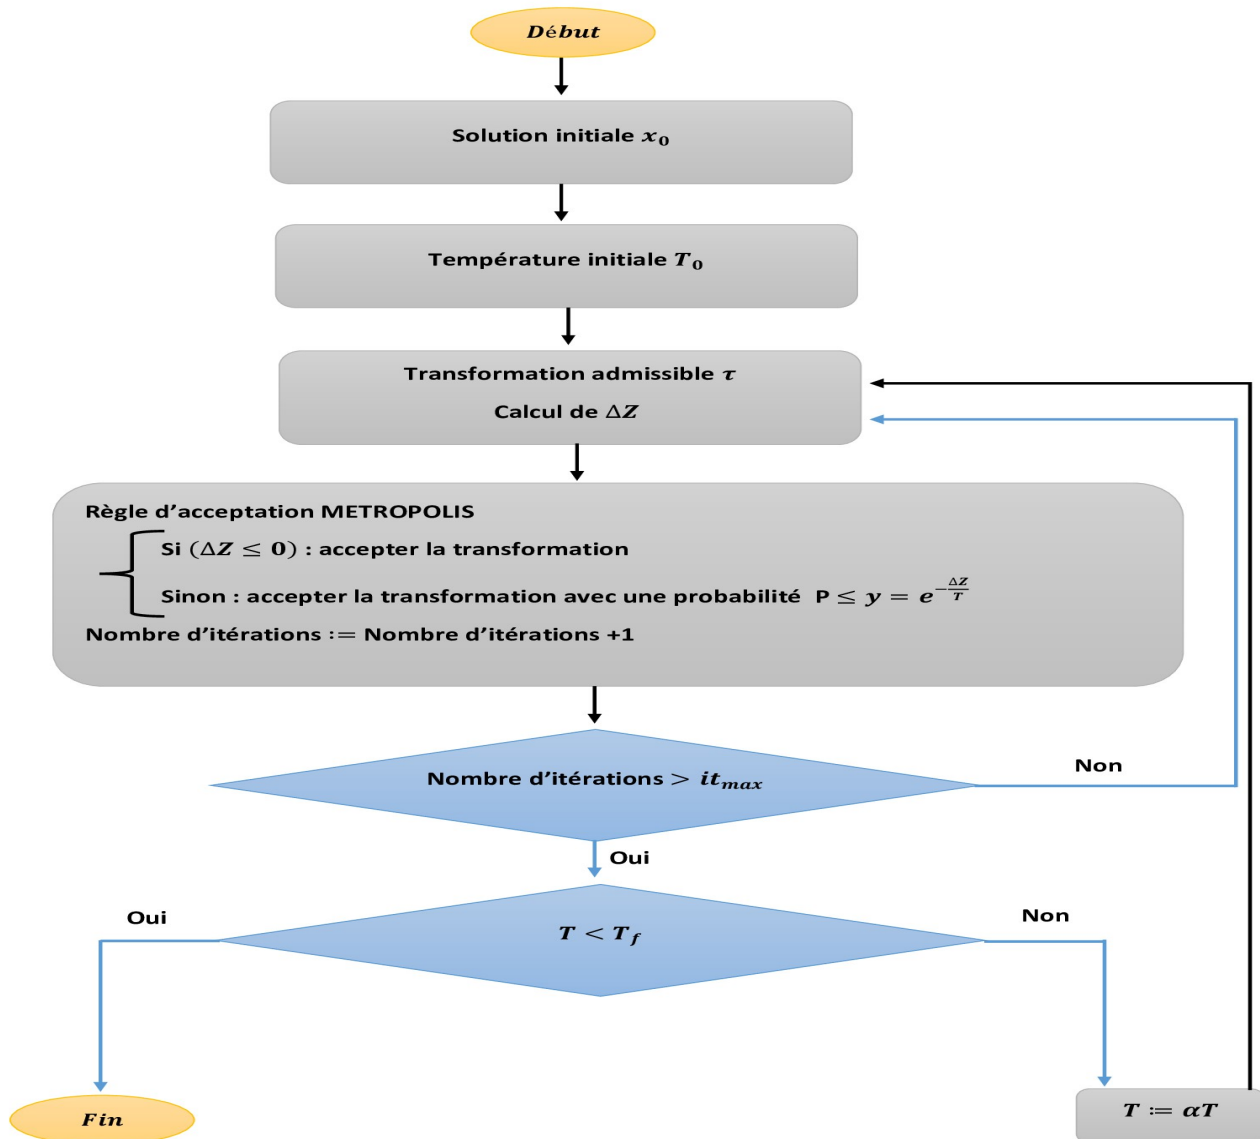 Début
Solution initiale x₀
Température initiale T₀
Transformation admissible τ
Calcul de ΔZ
Règle d’acceptation METROPOLIS
Si (ΔZ ≤ 0) : accepter la transformation
Sinon : accepter la transformation avec une probabilité P ≤ y = e^{-ΔZ/T}
Nombre d’itérations := Nombre d’itérations +1
Nombre d’itérations > it_{max}
Non
Oui
Oui
Non
T < T_f
Fin
T := αT